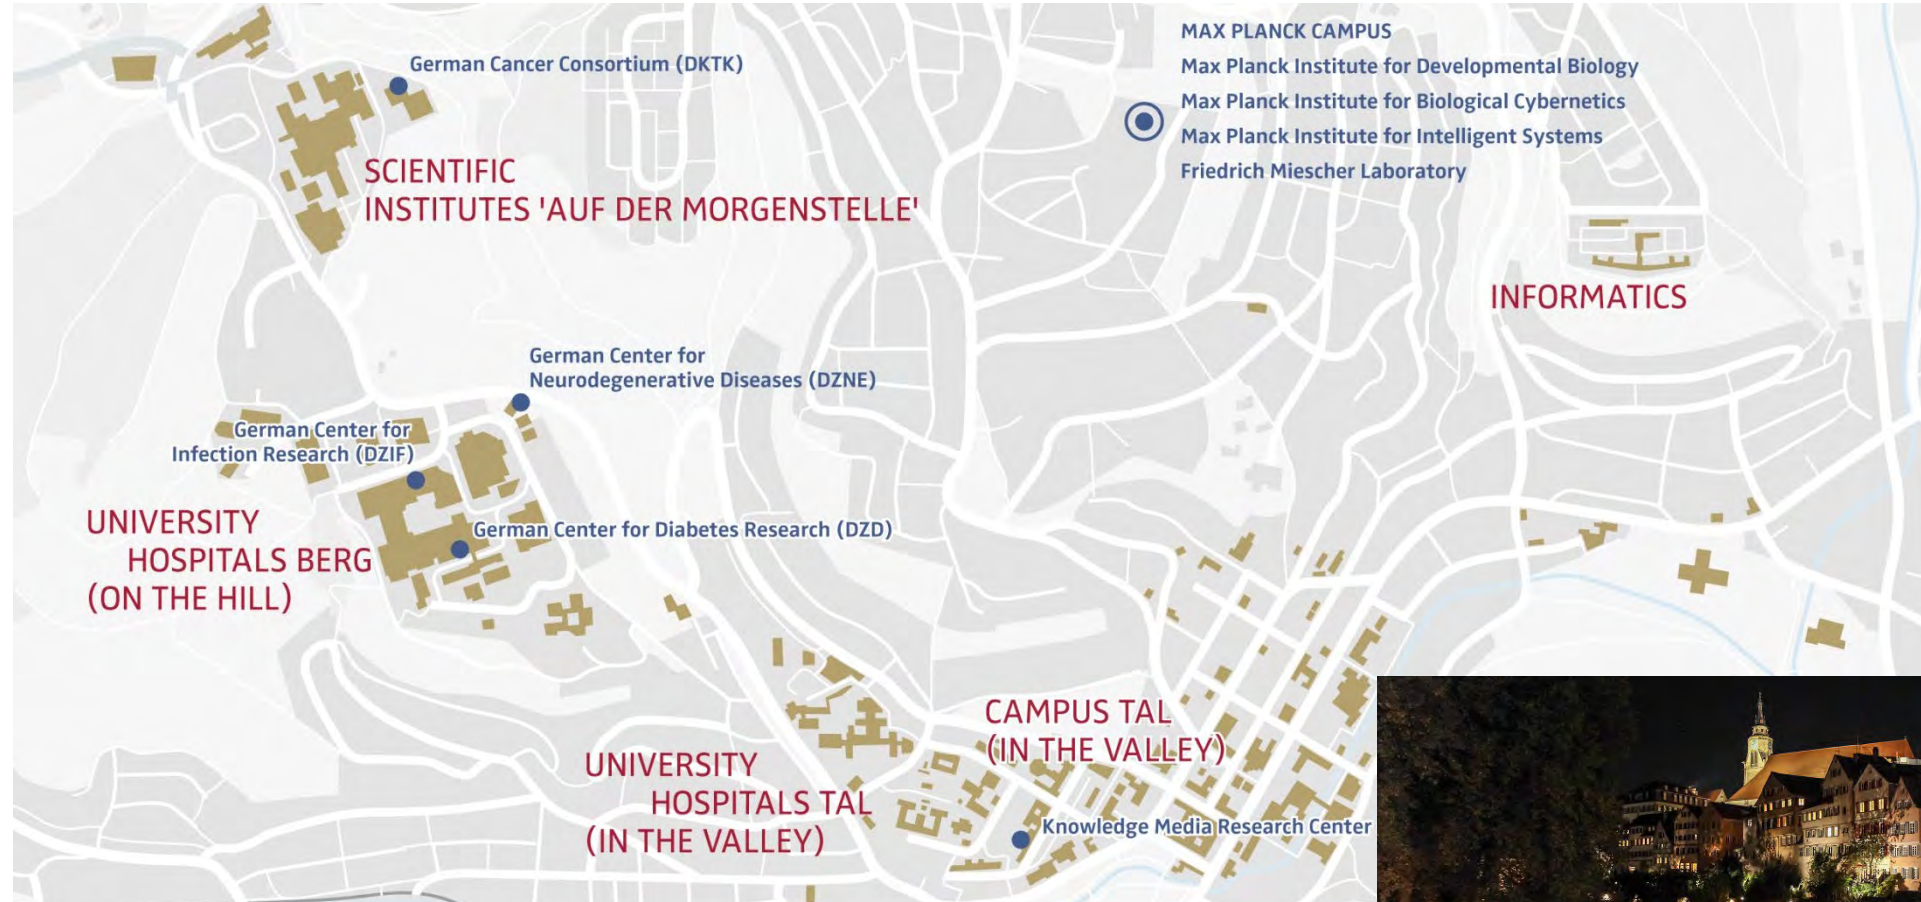 German Cancer Consortium (DKTK)
SCIENTIFIC
INSTITUTES 'AUF DER MORGENSTELLE'
MAX PLANCK CAMPUS
Max Planck Institute for Developmental Biology
Max Planck Institute for Biological Cybernetics
Max Planck Institute for Intelligent Systems
Friedrich Miescher Laboratory
INFORMATICS
German Center for
Neurodegenerative Diseases (DZNE)
German Center for
Infection Research (DZIF)
UNIVERSITY
HOSPITALS BERG
(ON THE HILL)
German Center for Diabetes Research (DZD)
CAMPUS TAL
(IN THE VALLEY)
UNIVERSITY
HOSPITALS TAL
(IN THE VALLEY)
Knowledge Media Research Center